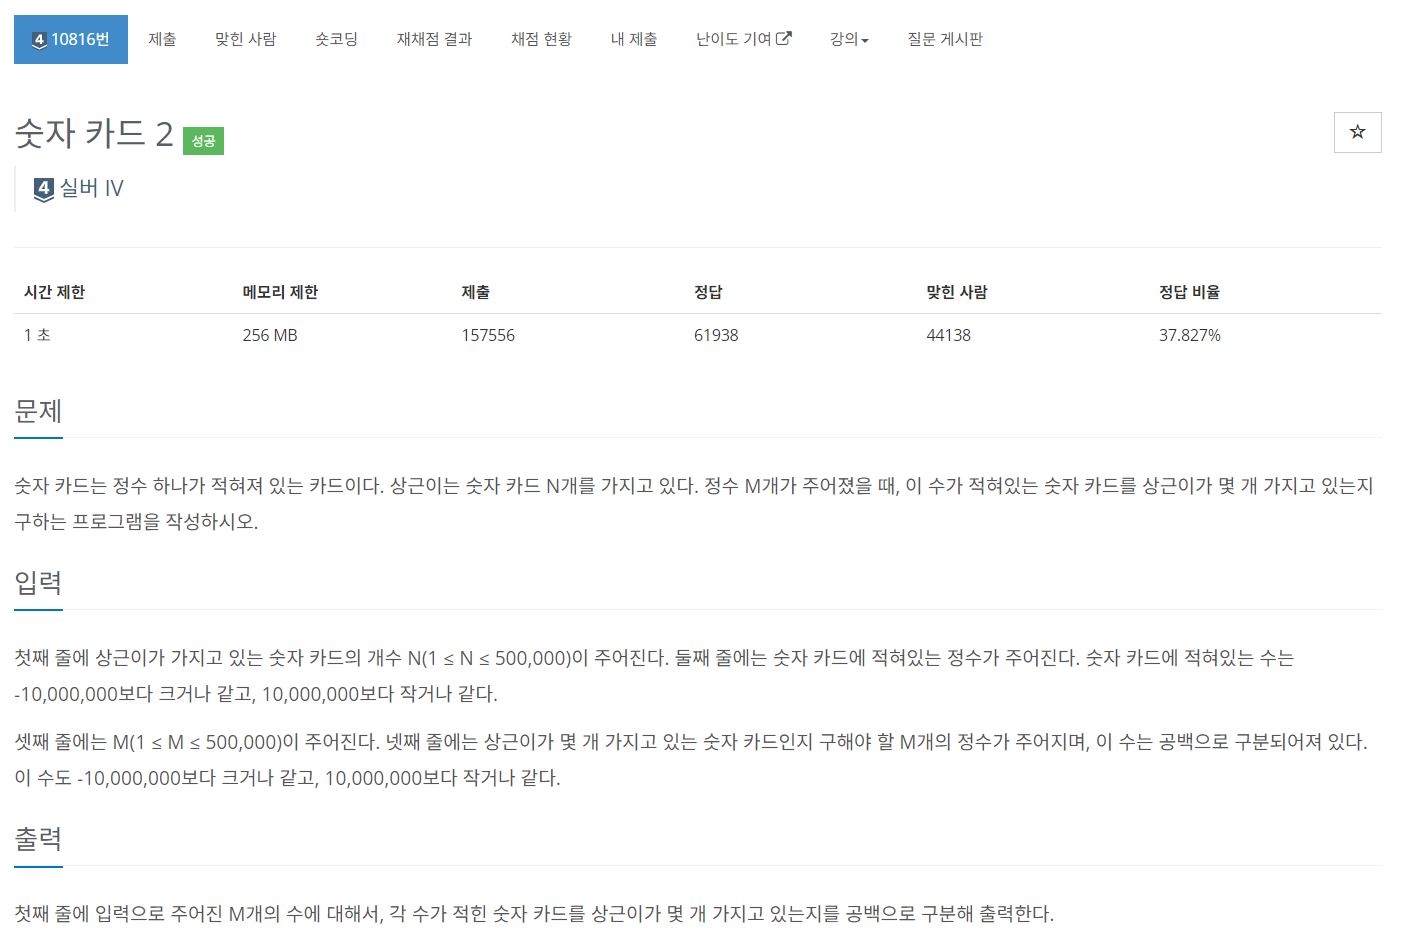 4 10816번 제출 맞힌 사람 숏코딩 재채점 결과 채점 현황 내 제출 난이도 기여 강의 질문 게시판
숫자 카드 2 성공
4 실버 IV
시간 제한 메모리 제한 제출 정답 맞힌 사람 정답 비율
1 초 256 MB 157556 61938 44138 37.827%
문제
숫자 카드는 정수 하나가 적혀져 있는 카드이다. 상근이는 숫자 카드 N개를 가지고 있다. 정수 M개가 주어졌을 때, 이 수가 적혀있는 숫자 카드를 상근이가 몇 개 가지고 있는지
구하는 프로그램을 작성하시오.
입력
첫째 줄에 상근이가 가지고 있는 숫자 카드의 개수 N(1 ≤ N ≤ 500,000)이 주어진다. 둘째 줄에는 숫자 카드에 적혀있는 정수가 주어진다. 숫자 카드에 적혀있는 수는
-10,000,000보다 크거나 같고, 10,000,000보다 작거나 같다.
셋째 줄에는 M(1 ≤ M ≤ 500,000)이 주어진다. 넷째 줄에는 상근이가 몇 개 가지고 있는 숫자 카드인지 구해야 할 M개의 정수가 주어지며, 이 수는 공백으로 구분되어져 있다.
이 수도 -10,000,000보다 크거나 같고, 10,000,000보다 작거나 같다.
출력
첫째 줄에 입력으로 주어진 M개의 수에 대해서, 각 수가 적힌 숫자 카드를 상근이가 몇 개 가지고 있는지를 공백으로 구분해 출력한다.